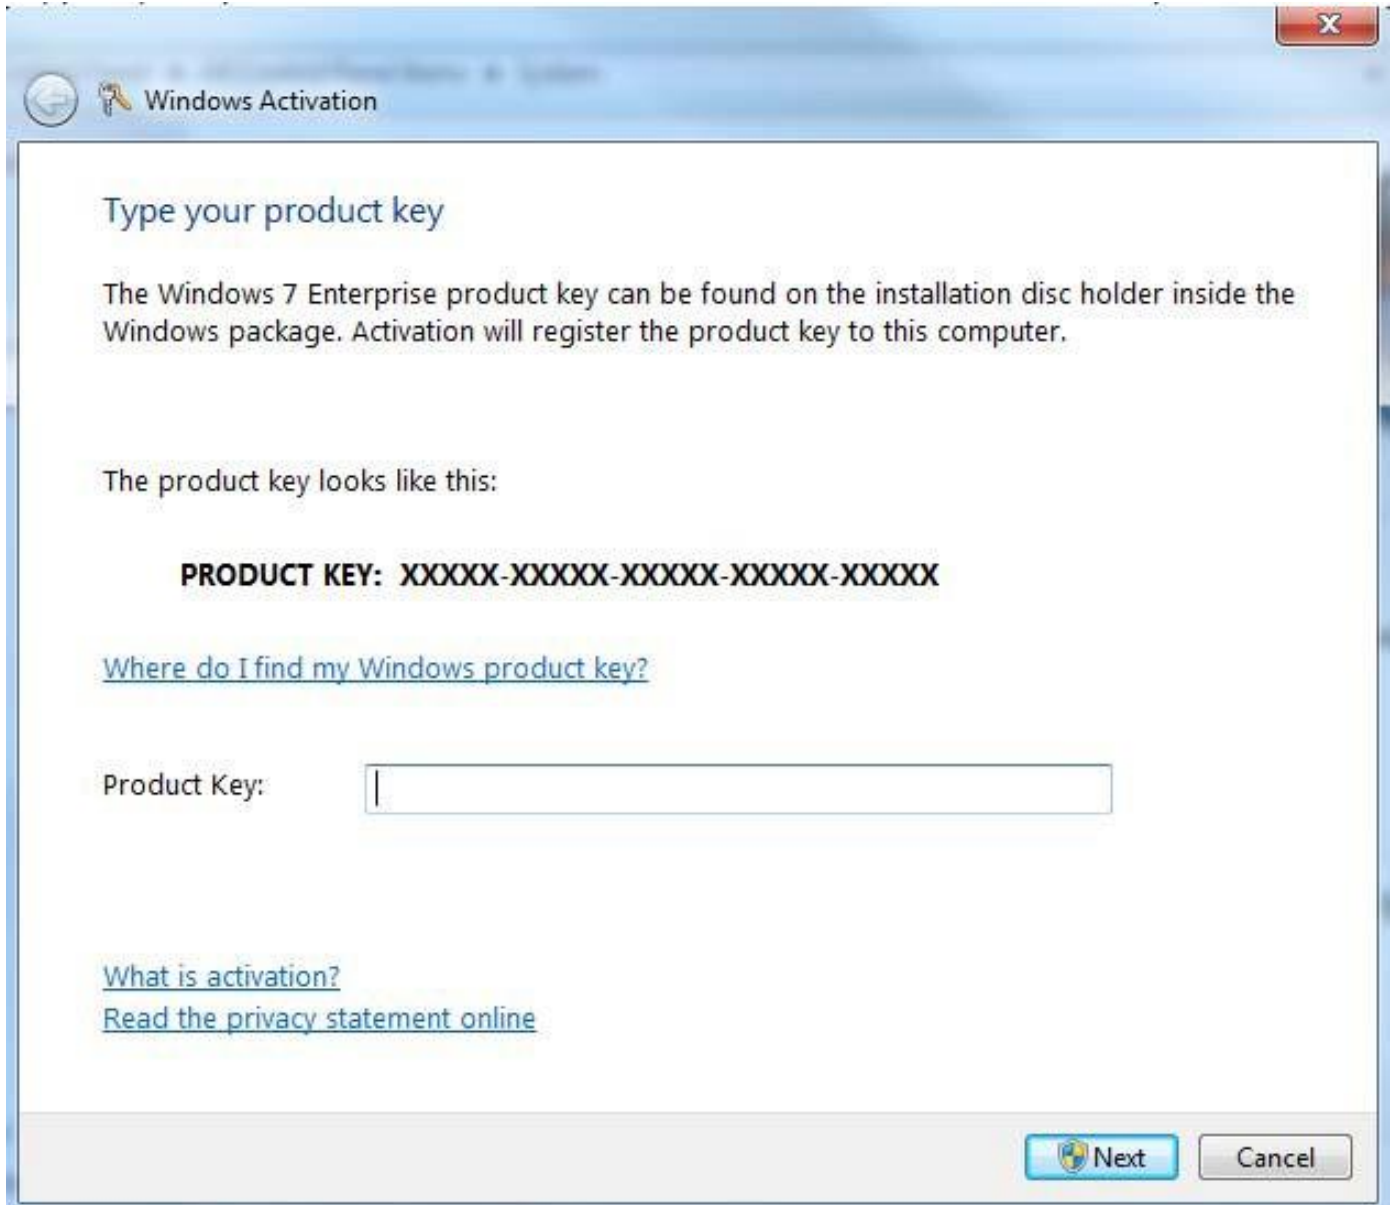 Windows Activation
Type your product key
The Windows 7 Enterprise product key can be found on the installation disc holder inside the
Windows package. Activation will register the product key to this computer.
The product key looks like this:
PRODUCT KEY: XXXXX-XXXXX-XXXXX-XXXXX-XXXXX
Where do I find my Windows product key?
Product Key:
What is activation?
Read the privacy statement online
Next Cancel